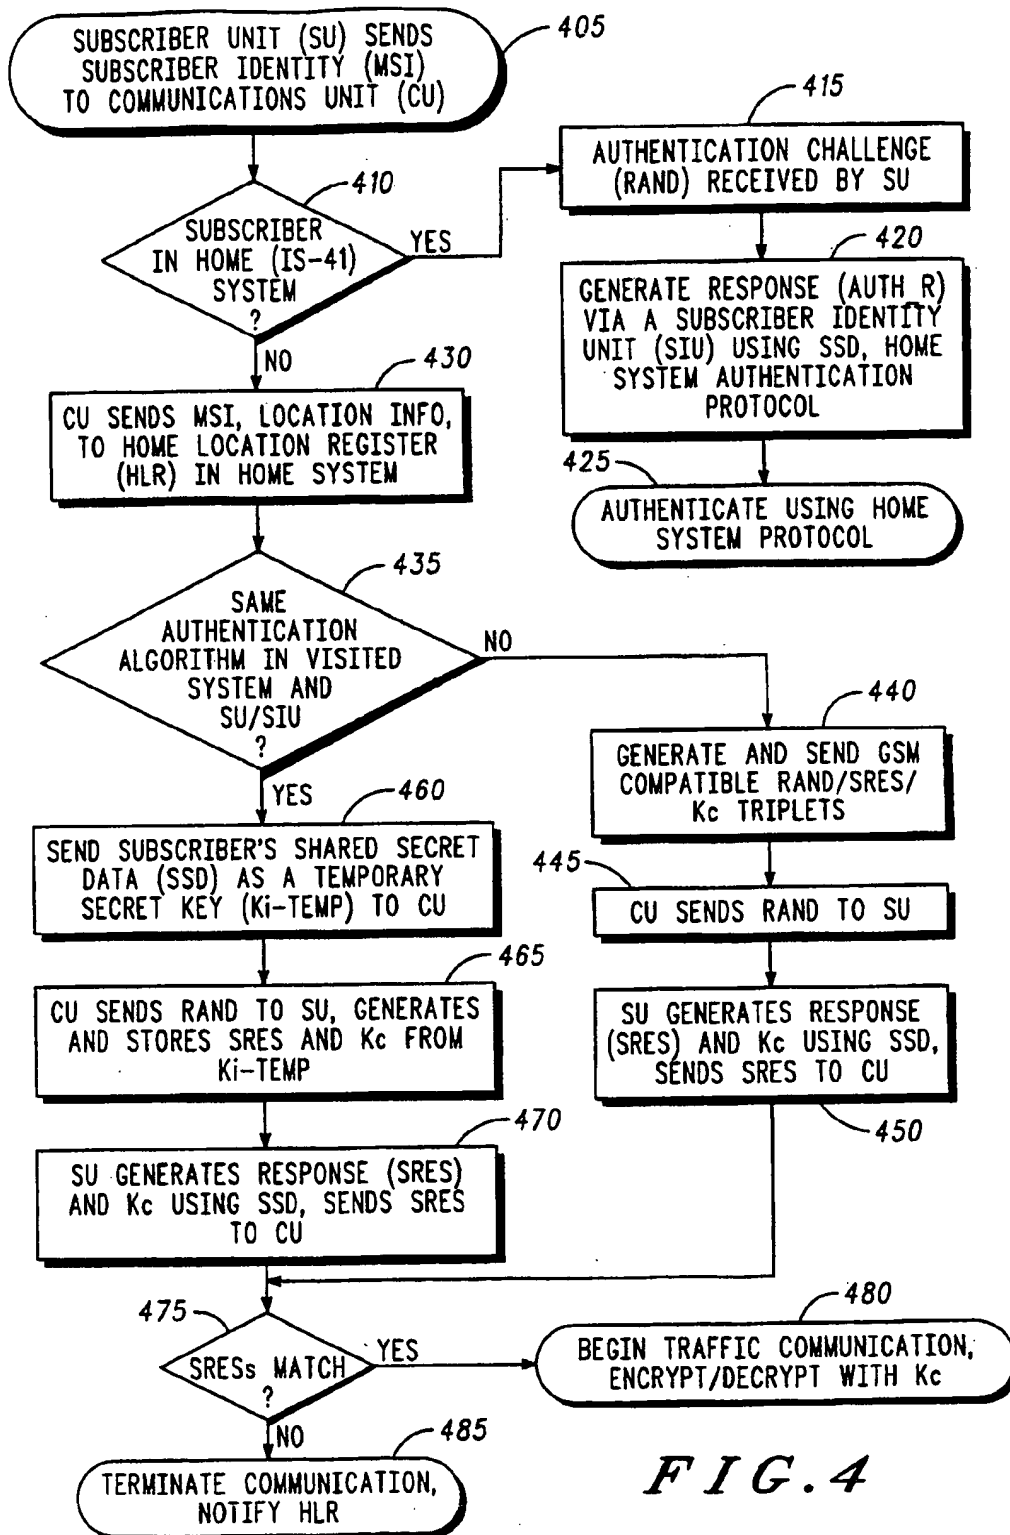 SUBSCRIBER UNIT (SU) SENDS
SUBSCRIBER IDENTITY (MSI)
TO COMMUNICATIONS UNIT (CU)
405
410
SUBSCRIBER
IN HOME (IS-41)
SYSTEM
?
YES
NO
415
AUTHENTICATION CHALLENGE
(RAND) RECEIVED BY SU
420
GENERATE RESPONSE (AUTH_R)
VIA A SUBSCRIBER IDENTITY
UNIT (SIU) USING SSD, HOME
SYSTEM AUTHENTICATION
PROTOCOL
425
AUTHENTICATE USING HOME
SYSTEM PROTOCOL
430
CU SENDS MSI, LOCATION INFO,
TO HOME LOCATION REGISTER
(HLR) IN HOME SYSTEM
435
SAME
AUTHENTICATION
ALGORITHM IN VISITED
SYSTEM AND
SU/SIU
?
NO
YES
440
GENERATE AND SEND GSM
COMPATIBLE RAND/SRES/
Kc TRIPLETS
445
CU SENDS RAND TO SU
SU GENERATES RESPONSE
(SRES) AND Kc USING SSD,
SENDS SRES TO CU
450
460
SEND SUBSCRIBER'S SHARED SECRET
DATA (SSD) AS A TEMPORARY
SECRET KEY (Ki-TEMP) TO CU
465
CU SENDS RAND TO SU, GENERATES
AND STORES SRES AND Kc FROM
Ki-TEMP
470
SU GENERATES RESPONSE (SRES)
AND Kc USING SSD, SENDS SRES
TO CU
475
SRESs MATCH
?
YES
NO
480
BEGIN TRAFFIC COMMUNICATION,
ENCRYPT/DECRYPT WITH Kc
485
TERMINATE COMMUNICATION,
NOTIFY HLR
FIG.4